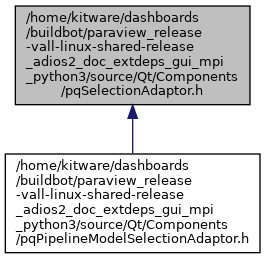 /home/kitware/dashboards
/buildbot/paraview_release
-vall-linux-shared-release
_adios2_doc_extdeps_gui_mpi
_python3/source/Qt/Components
/pqSelectionAdaptor.h
/home/kitware/dashboards
/buildbot/paraview_release
-vall-linux-shared-release
_adios2_doc_extdeps_gui_mpi
_python3/source/Qt/Components
/pqPipelineModelSelectionAdaptor.h